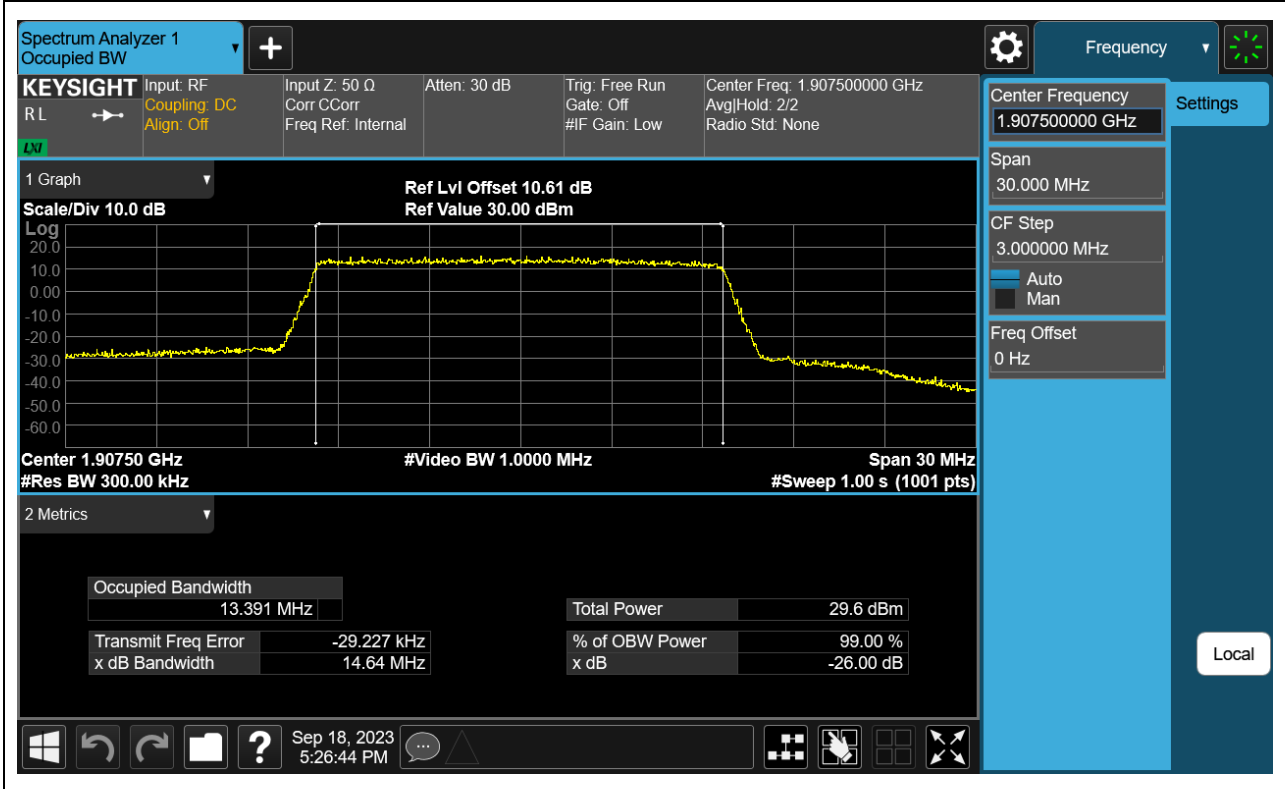 Spectrum Analyzer 1
Occupied BW
+
Frequency
KEYSIGHT
R L
LXI
Input: RF
Coupling: DC
Align: Off
Input Z: 50 Ω
Corr CCorr
Freq Ref: Internal
Atten: 30 dB
Trig: Free Run
Gate: Off
#IF Gain: Low
Center Freq: 1.907500000 GHz
Avg|Hold: 2/2
Radio Std: None
Center Frequency
1.907500000 GHz
Settings
Span
30.000 MHz
CF Step
3.000000 MHz
Auto
Man
Freq Offset
0 Hz
Local
1 Graph
Scale/Div 10.0 dB
Ref Lvl Offset 10.61 dB
Ref Value 30.00 dBm
Log
20.0
10.0
0.00
-10.0
-20.0
-30.0
-40.0
-50.0
-60.0
Center 1.90750 GHz
#Video BW 1.0000 MHz
Span 30 MHz
#Res BW 300.00 kHz
#Sweep 1.00 s (1001 pts)
2 Metrics
Occupied Bandwidth
13.391 MHz
Total Power 29.6 dBm
Transmit Freq Error -29.227 kHz
% of OBW Power 99.00 %
x dB Bandwidth 14.64 MHz
x dB -26.00 dB
?
Sep 18, 2023
5:26:44 PM